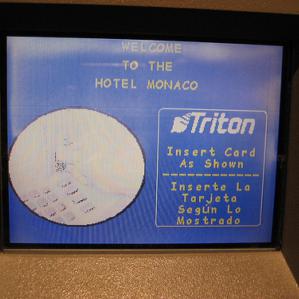 WELCOME
TO THE
HOTEL MONACO
Triton
Insert Card
As Shown
Inserte La
Tarjeta
Según Lo
Mostrado